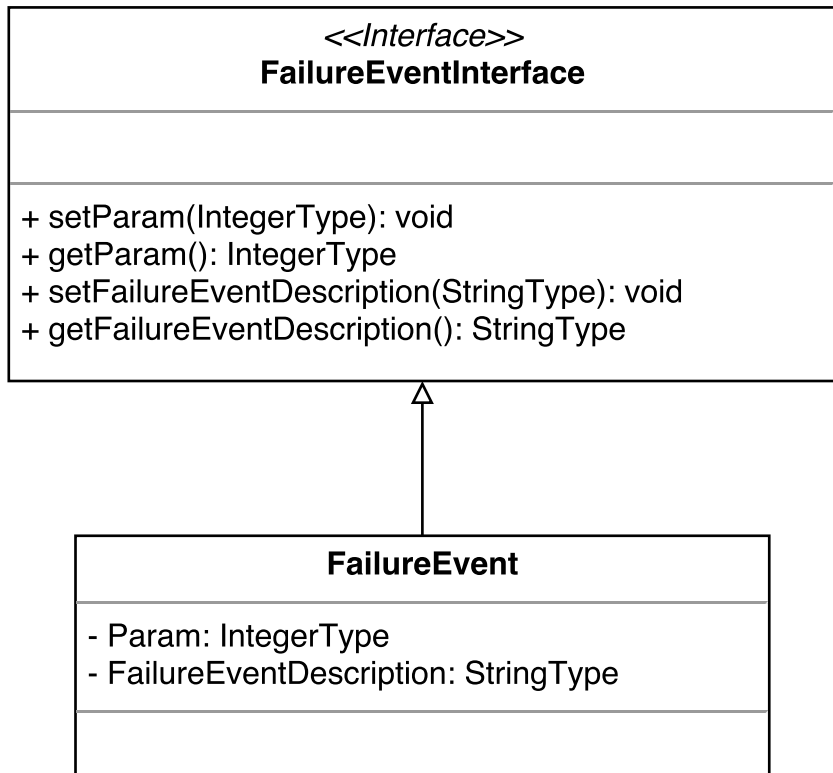 <<Interface>>
FailureEventInterface
+ setParam(IntegerType): void
+ getParam(): IntegerType
+ setFailureEventDescription(StringType): void
+ getFailureEventDescription(): StringType
FailureEvent
- Param: IntegerType
- FailureEventDescription: StringType